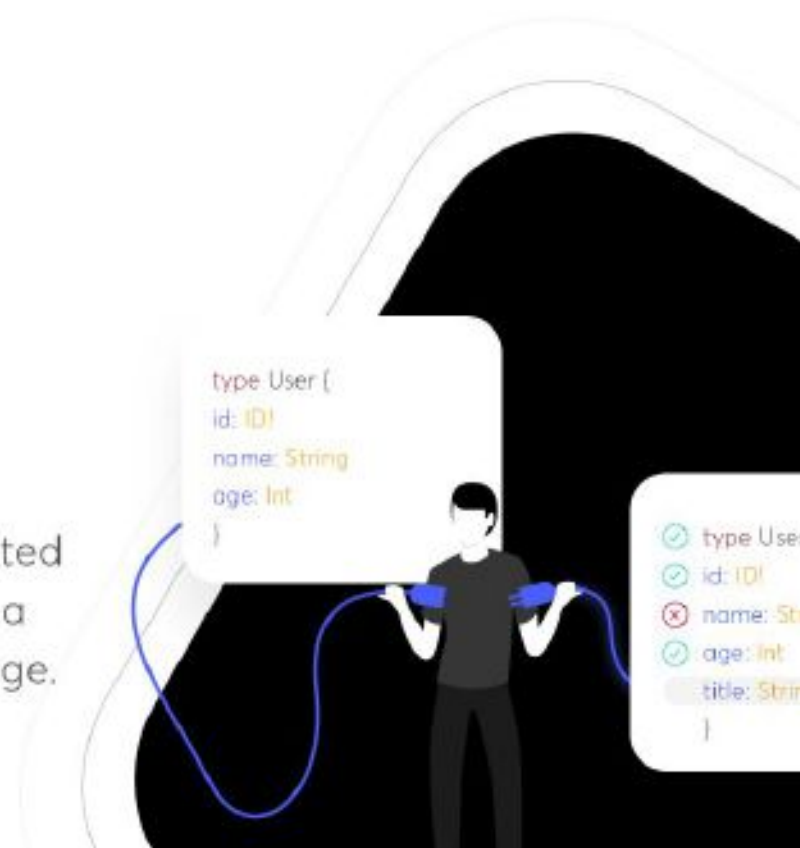 type User {
id: ID!
name: String
age: Int
}
ted
a
ge.
type Use
id: ID!
name: St
age: Int
title: Strin
}